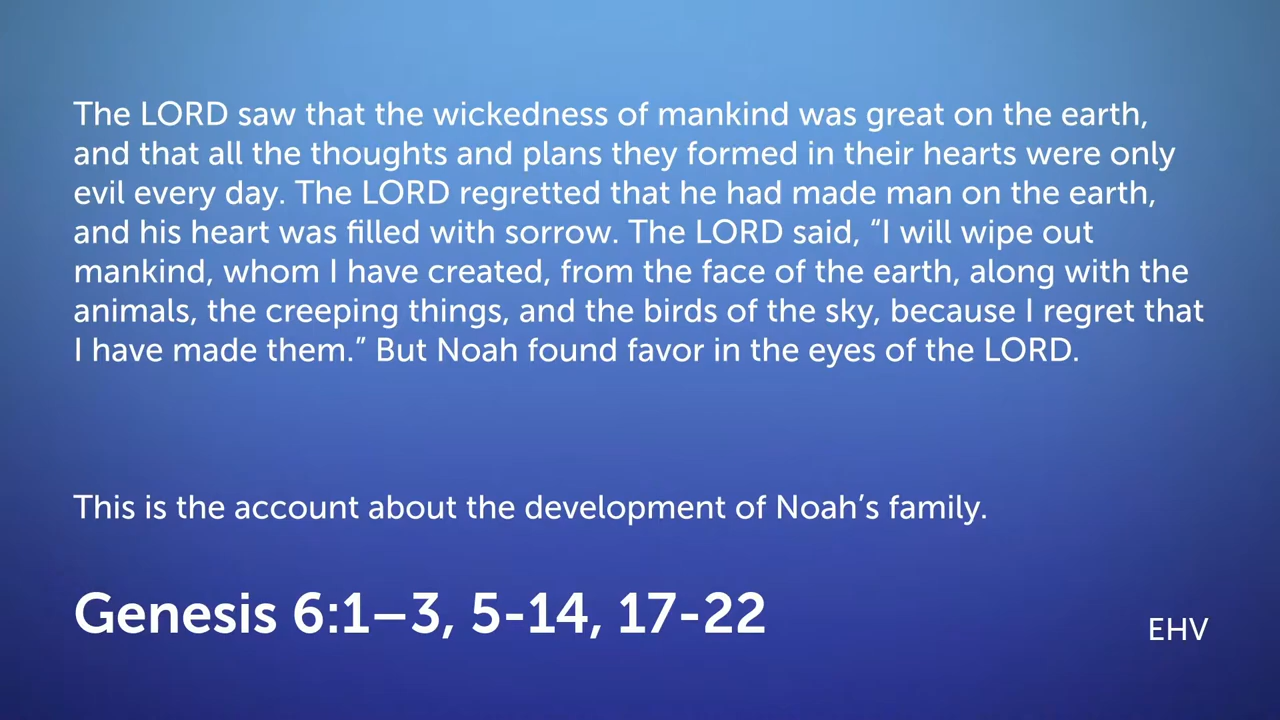 The LORD saw that the wickedness of mankind was great on the earth,
and that all the thoughts and plans they formed in their hearts were only
evil every day. The LORD regretted that he had made man on the earth,
and his heart was filled with sorrow. The LORD said, “I will wipe out
mankind, whom I have created, from the face of the earth, along with the
animals, the creeping things, and the birds of the sky, because I regret that
I have made them.” But Noah found favor in the eyes of the LORD.
This is the account about the development of Noah’s family.
Genesis 6:1–3, 5-14, 17-22
EHV